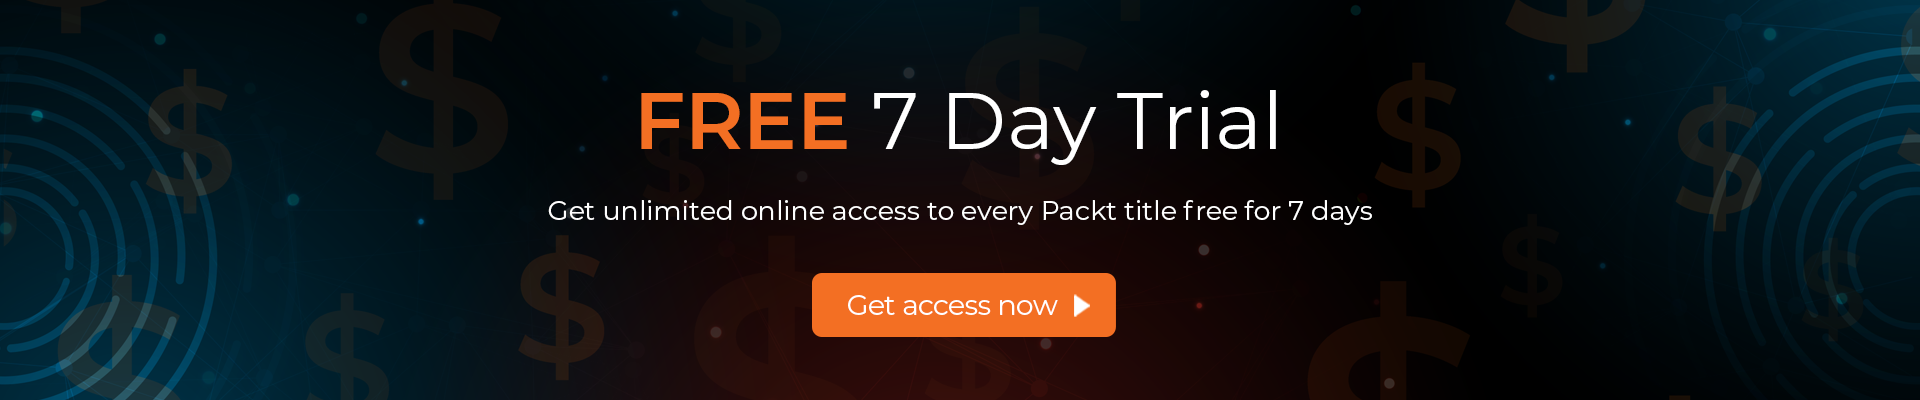 FREE 7 Day Trial
Get unlimited online access to every Packt title free for 7 days
Get access now